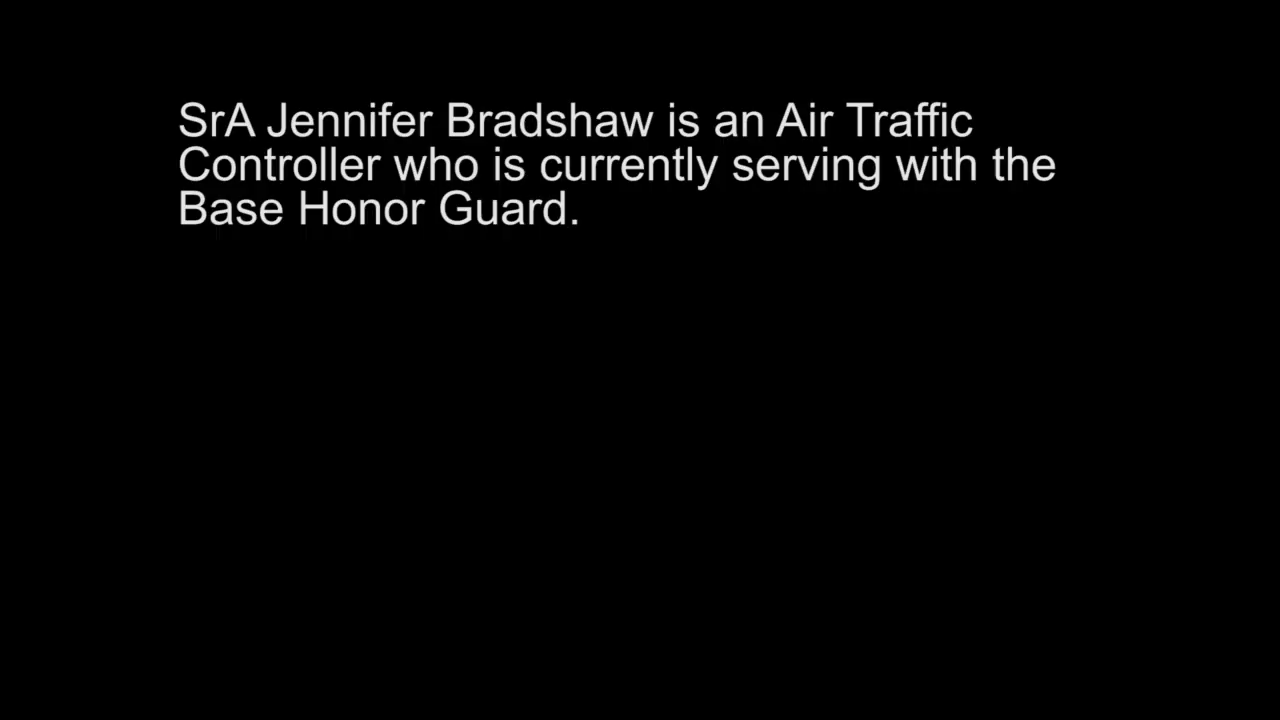 SrA Jennifer Bradshaw is an Air Traffic
Controller who is currently serving with the
Base Honor Guard.